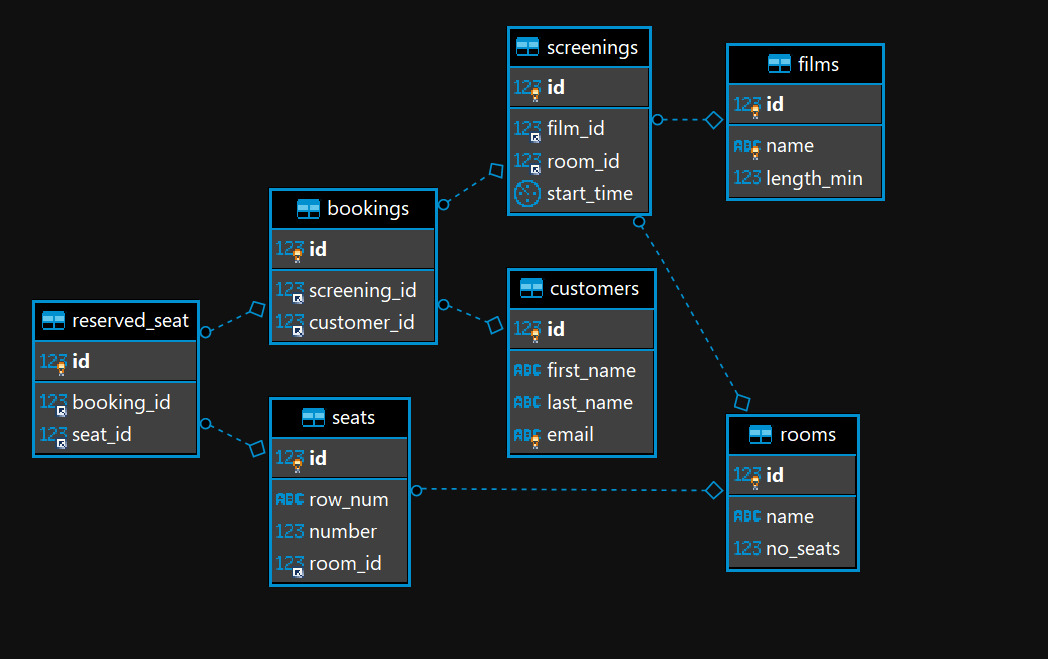 screenings
123 id
123 film_id
123 room_id
start_time
films
123 id
ABC name
123 length_min
bookings
123 id
123 screening_id
123 customer_id
customers
123 id
ABC first_name
ABC last_name
ABC email
reserved_seat
123 id
123 booking_id
123 seat_id
seats
123 id
ABC row_num
123 number
123 room_id
rooms
123 id
ABC name
123 no_seats